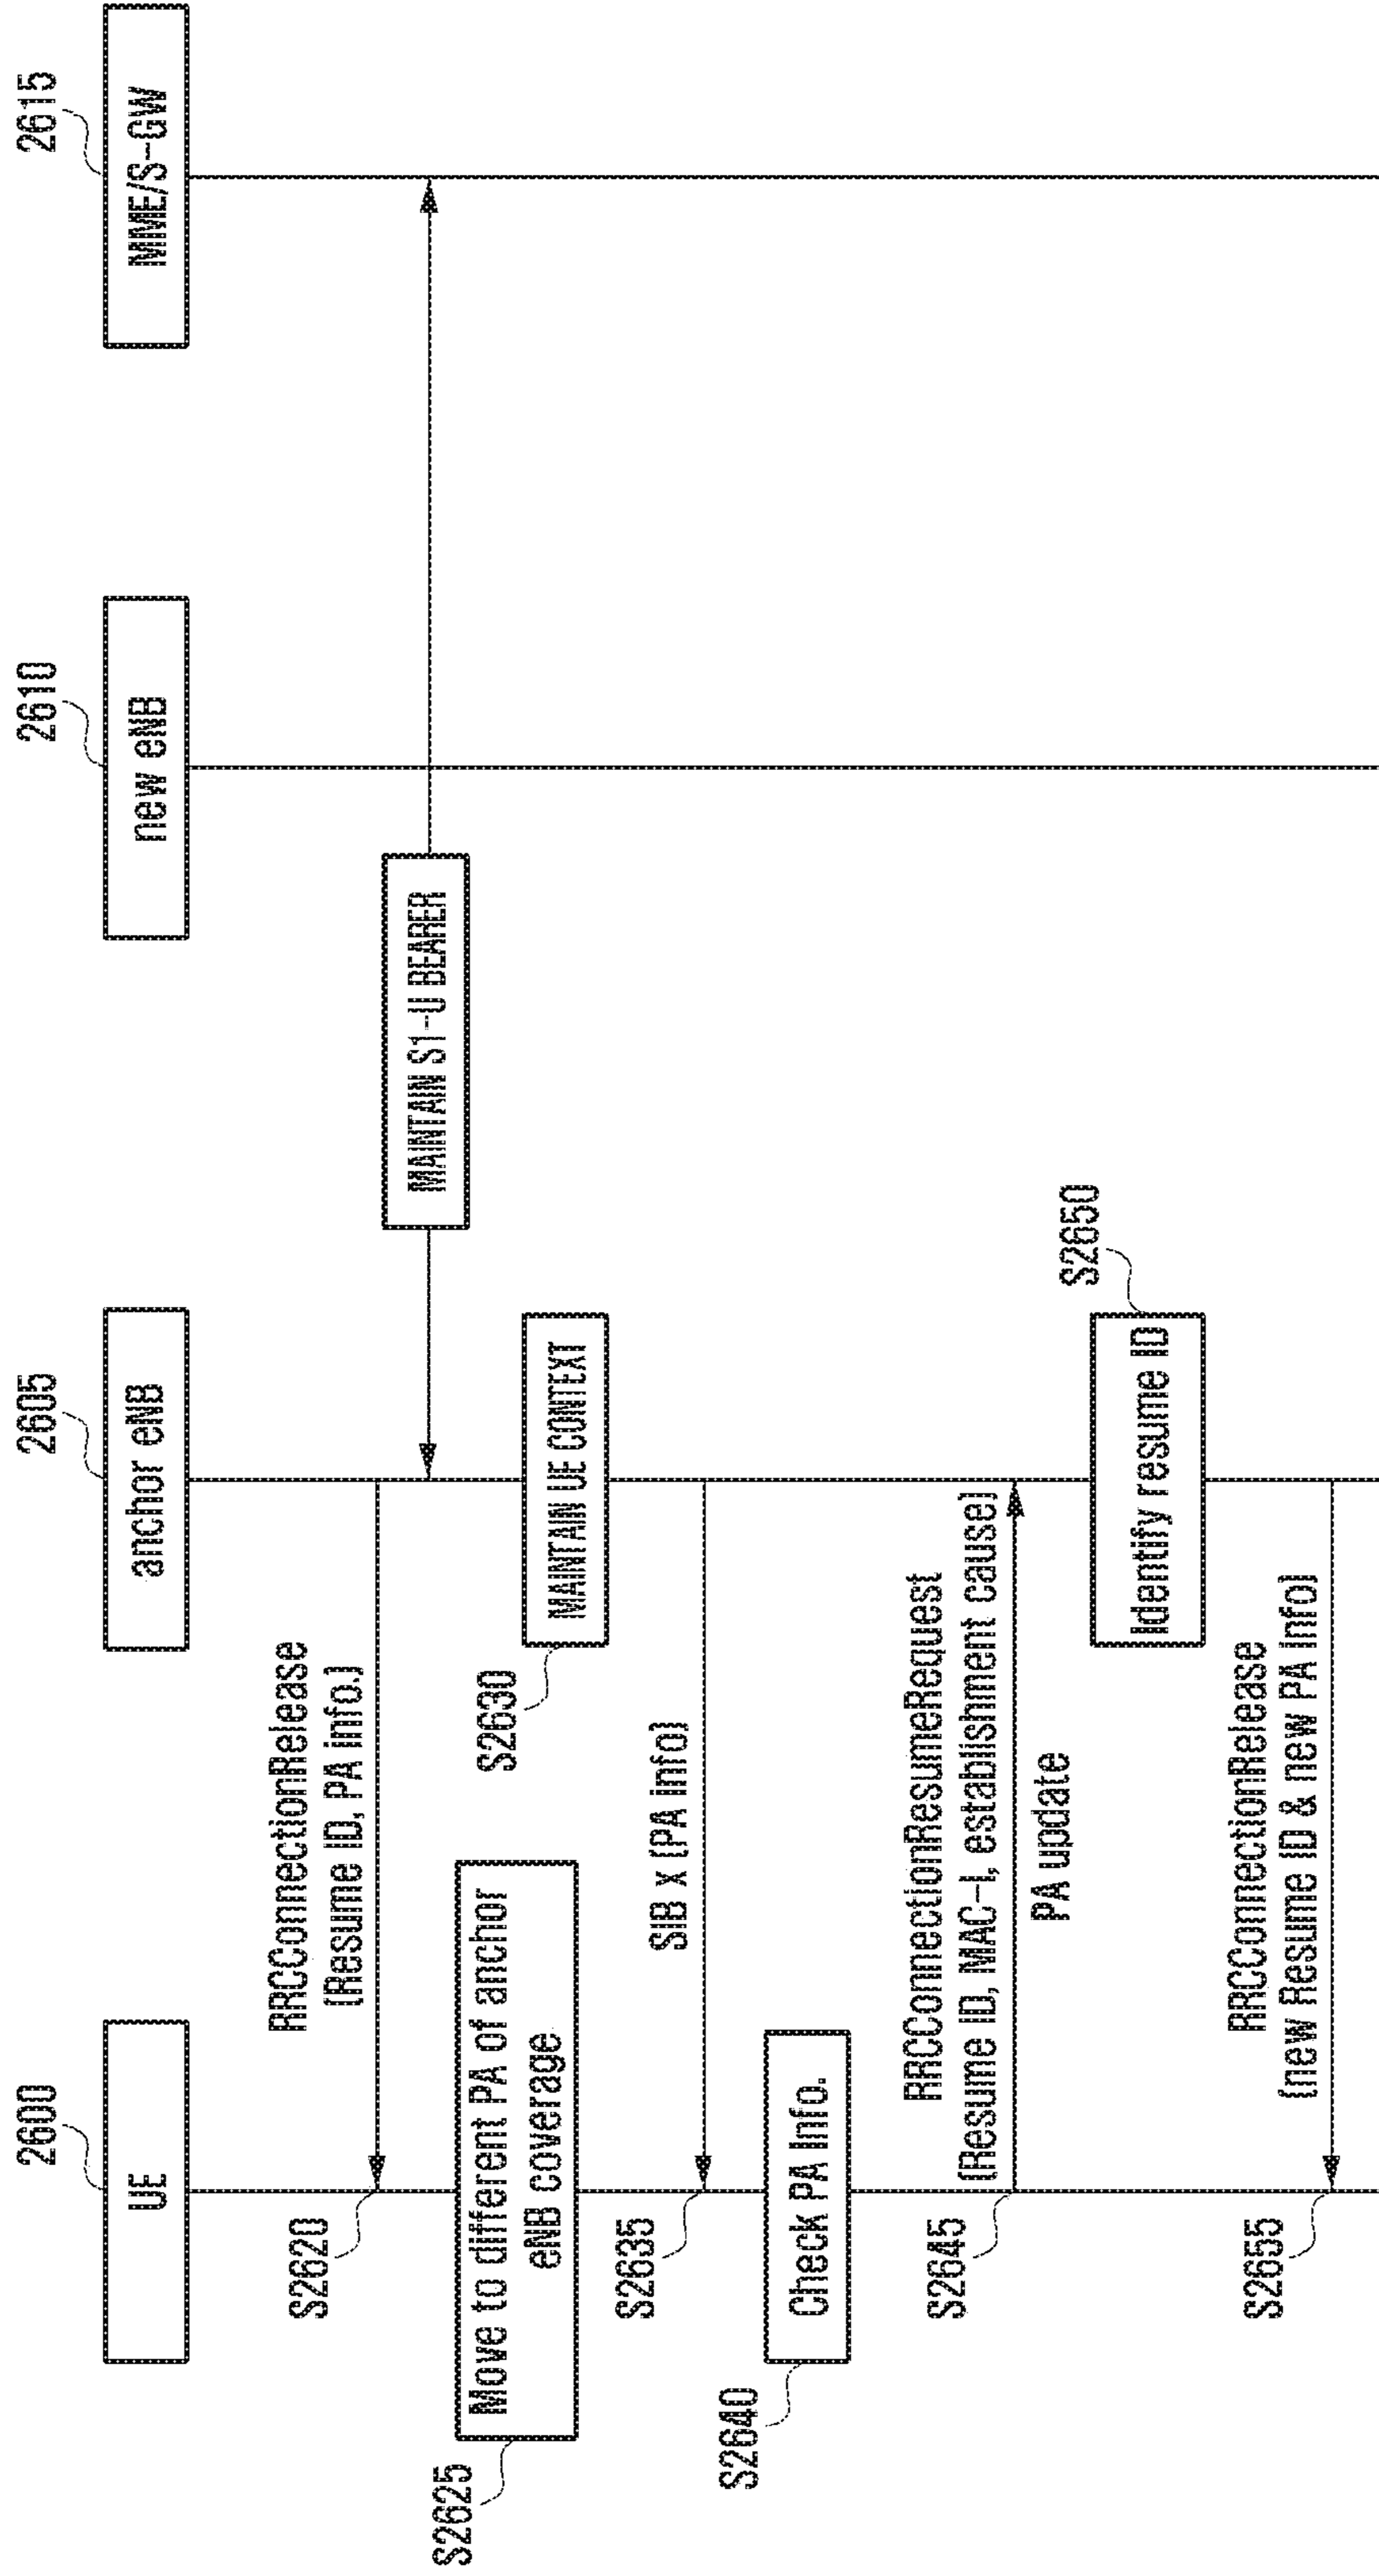 2600
2605
2610
2615
UE
anchor eNB
new eNB
MME/S-GW
RRCConnectionRelease
(Resume ID, PA info.)
S2620
MAINTAIN S1-U BEARER
S2625
Move to different PA of anchor
eNB coverage
S2630
MAINTAIN UE CONTEXT
SIB x (PA info)
S2635
S2640
Check PA Info.
RRCConnectionResumeRequest
(Resume ID, MAC-I, establishment cause)
S2645
PA update
S2650
Identify resume ID
RRCConnectionRelease
(new Resume ID & new PA info)
S2655